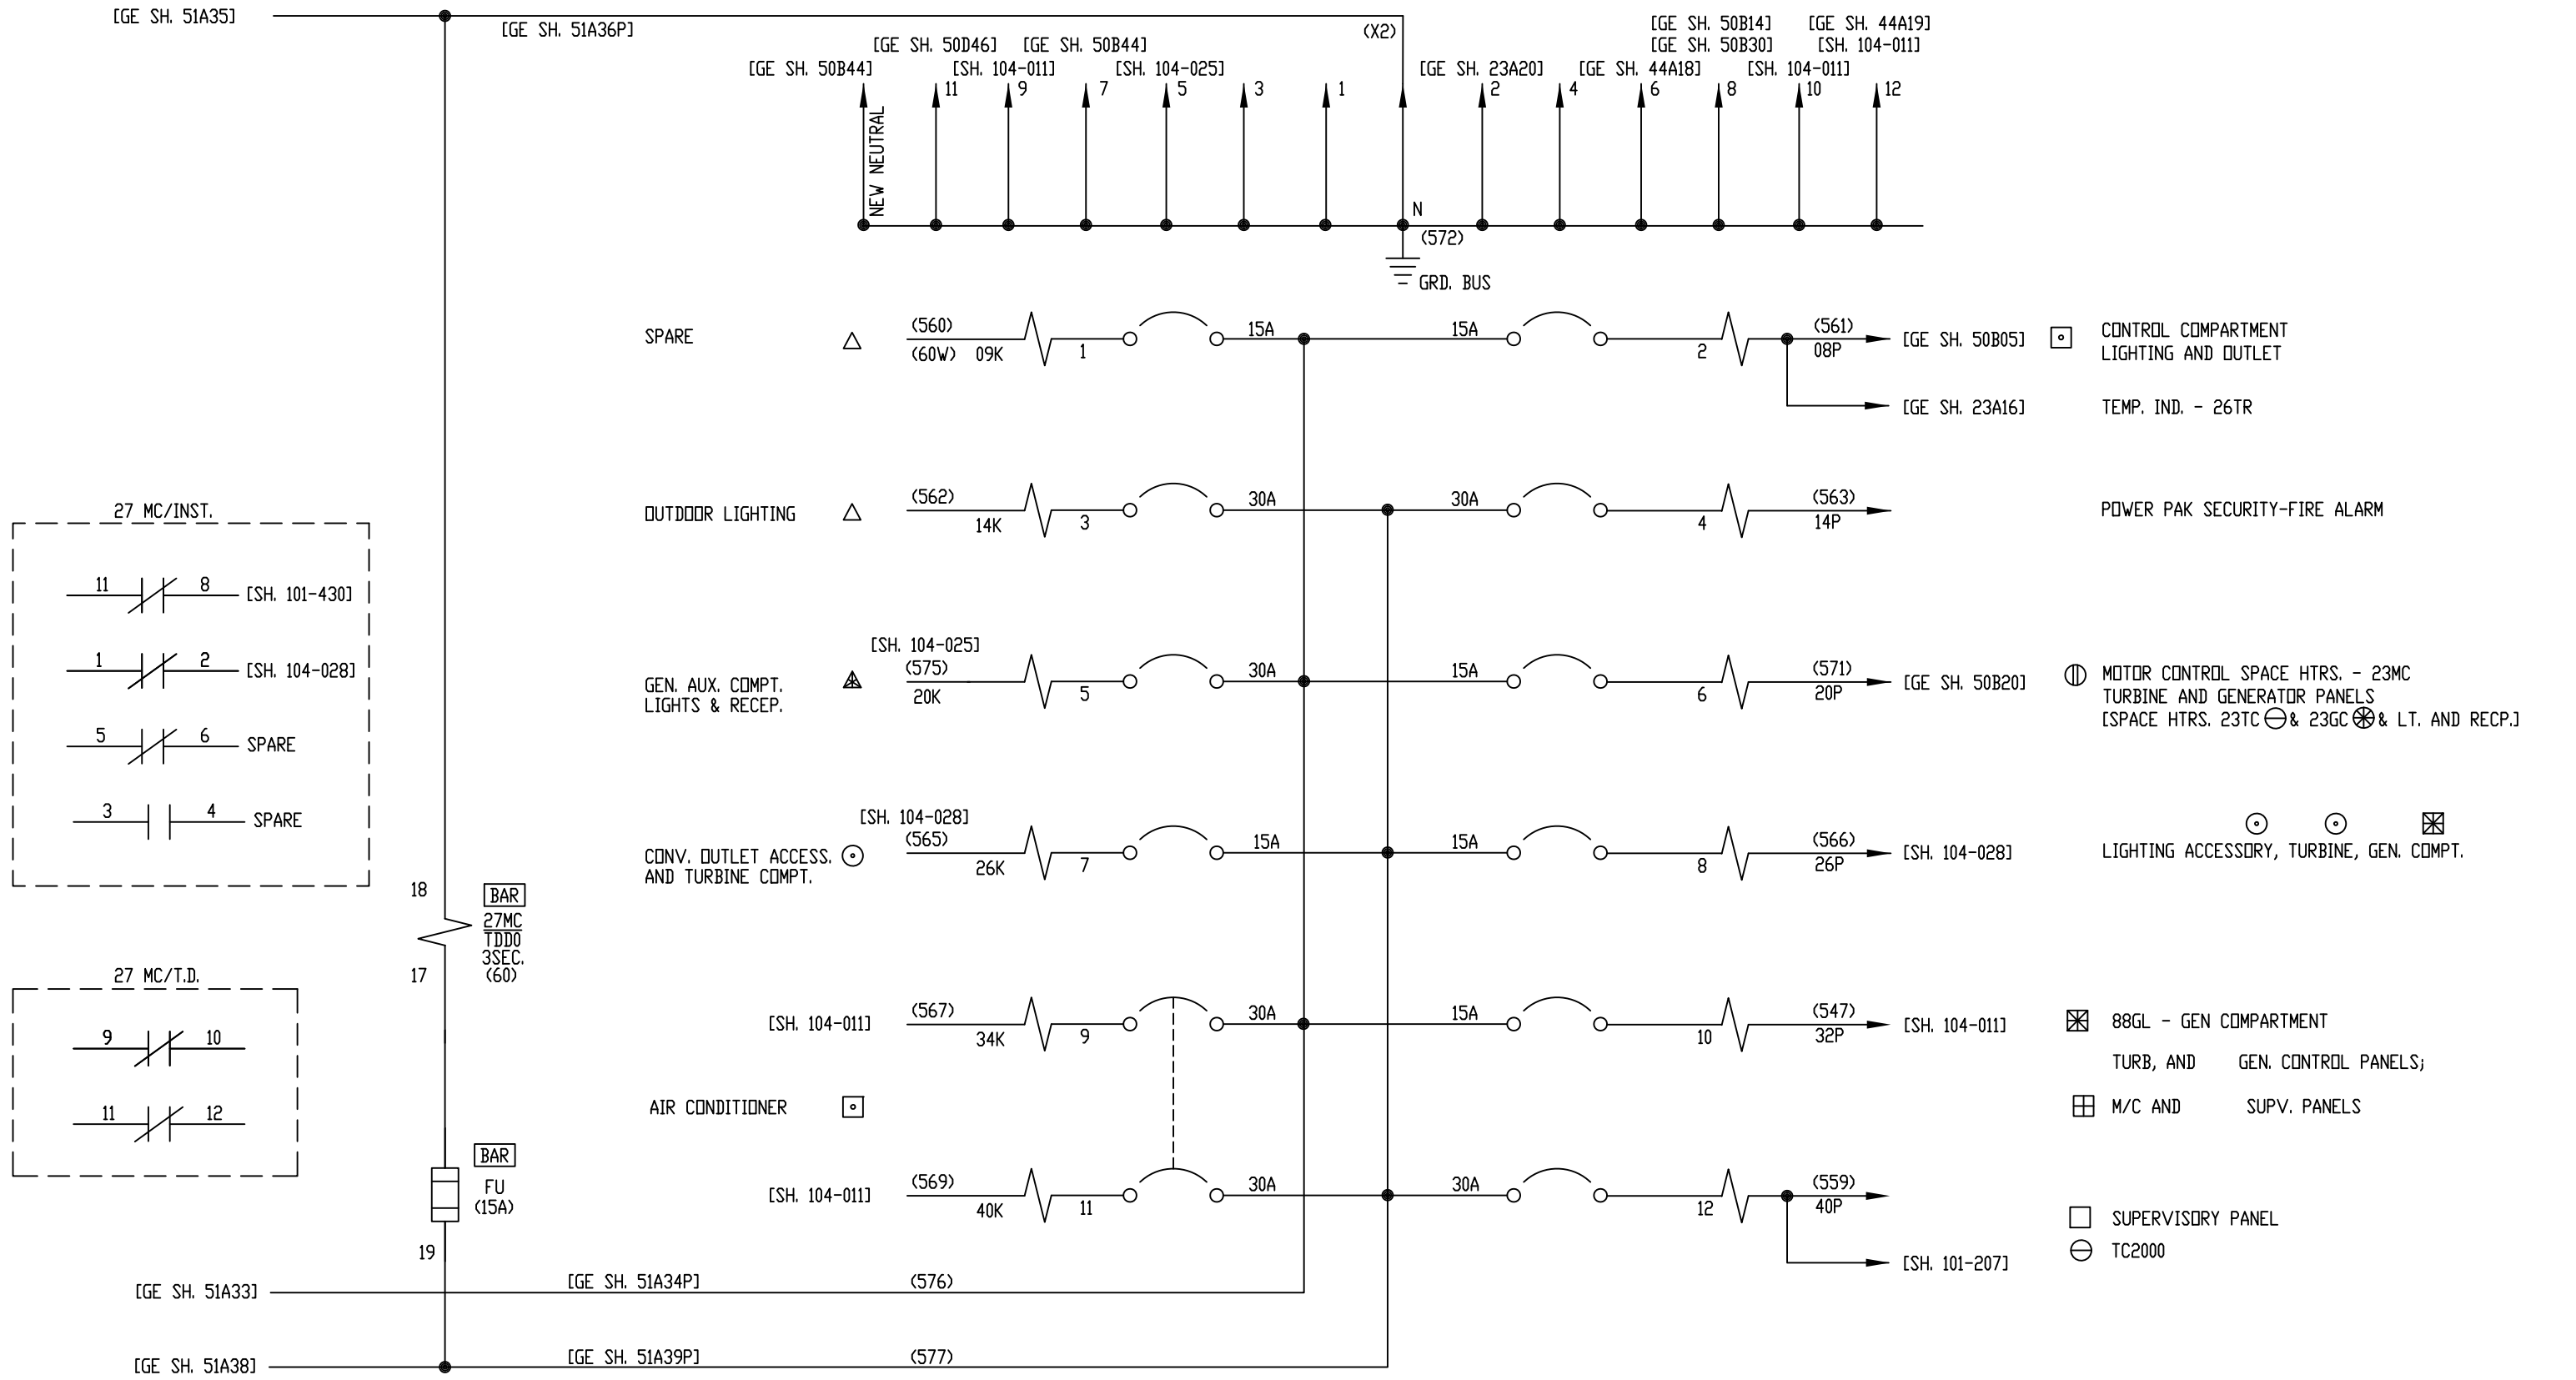 [GE SH. 51A35]
[GE SH. 51A36P]
(X2)
[GE SH. 50B14]
[GE SH. 44A19]
[GE SH. 50D46]
[GE SH. 50B44]
[GE SH. 50B30]
[SH. 104-011]
[GE SH. 50B44]
[SH. 104-011]
[SH. 104-025]
[GE SH. 23A20]
[GE SH. 44A18]
[SH. 104-011]
11
9
7
5
3
1
2
4
6
8
10
12
NEW NEUTRAL
N
(572)
GRD. BUS
SPARE
(560)
(60W) 09K
1
15A
15A
2
(561)
08P
[GE SH. 50B05]
CONTROL COMPARTMENT
LIGHTING AND OUTLET
[GE SH. 23A16]
TEMP. IND. - 26TR
OUTDOOR LIGHTING
(562)
14K
3
30A
30A
4
(563)
14P
POWER PAK SECURITY-FIRE ALARM
27 MC/INST.
11
8
[SH. 101-430]
1
2
[SH. 104-028]
5
6
SPARE
3
4
SPARE
GEN. AUX. COMPT.
LIGHTS & RECEP.
[SH. 104-025]
(575)
20K
5
30A
15A
6
(571)
20P
[GE SH. 50B20]
MOTOR CONTROL SPACE HTRS. - 23MC
TURBINE AND GENERATOR PANELS
[SPACE HTRS. 23TC & 23GC & LT. AND RECP.]
CONV. OUTLET ACCESS.
AND TURBINE COMPT.
[SH. 104-028]
(565)
26K
7
15A
15A
8
(566)
26P
[SH. 104-028]
LIGHTING ACCESSORY, TURBINE, GEN. COMPT.
18
BAR
27MC
TDDO
3SEC.
(60)
17
27 MC/T.D.
9
10
11
12
[SH. 104-011]
(567)
34K
9
30A
15A
10
(547)
32P
[SH. 104-011]
88GL - GEN COMPARTMENT
TURB, AND GEN. CONTROL PANELS;
M/C AND SUPV. PANELS
AIR CONDITIONER
BAR
FU
(15A)
19
[SH. 104-011]
(569)
40K
11
30A
30A
12
(559)
40P
[SH. 101-207]
SUPERVISORY PANEL
TC2000
[GE SH. 51A33]
[GE SH. 51A34P]
(576)
[GE SH. 51A38]
[GE SH. 51A39P]
(577)